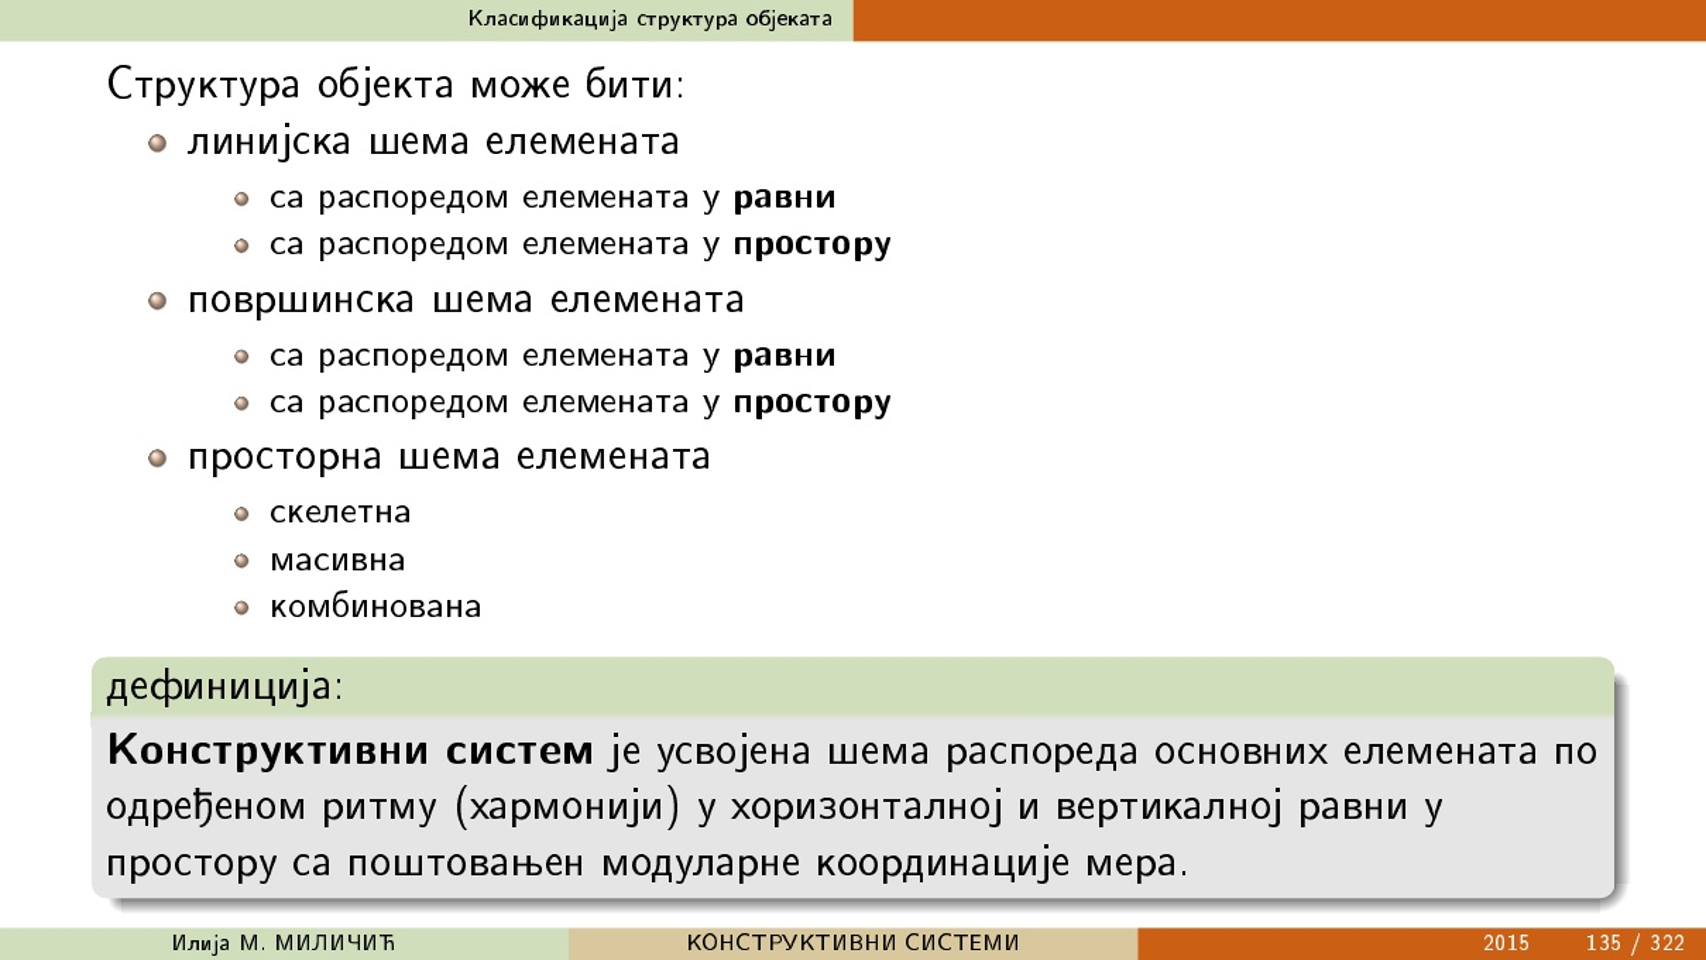 Класификација структура објеката
Структура објекта може бити:
линијска шема елемената
са распоредом елемената у равни
са распоредом елемената у простору
површинска шема елемената
са распоредом елемената у равни
са распоредом елемената у простору
просторна шема елемената
скелетна
масивна
комбинована
дефиниција:
Конструктивни систем је усвојена шема распореда основних елемената по
одређеном ритму (хармонији) у хоризонталној и вертикалној равни у
простору са поштовањен модуларне координације мера.
Илија М. МИЛИЧИЋ КОНСТРУКТИВНИ СИСТЕМИ 2015 135 / 322